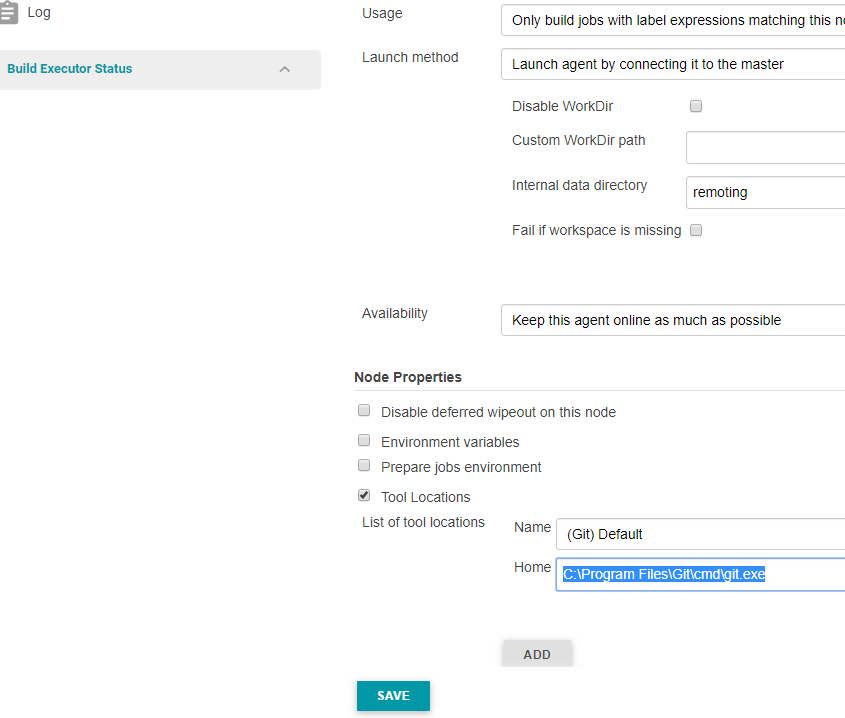 Log
Build Executor Status
Usage
Only build jobs with label expressions matching this
Launch method
Launch agent by connecting it to the master
Disable WorkDir
Custom WorkDir path
Internal data directory
remoting
Fail if workspace is missing
Availability
Keep this agent online as much as possible
Node Properties
Disable deferred wipeout on this node
Environment variables
Prepare jobs environment
Tool Locations
List of tool locations
Name
(Git) Default
Home
C:\Program Files\Git\cmd\git.exe
ADD
SAVE